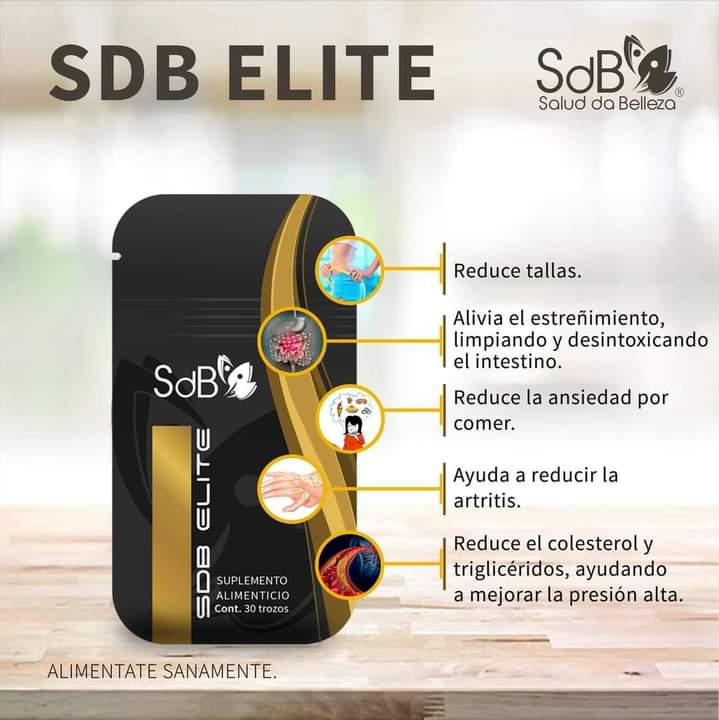 SDB ELITE
SdB
Salud da Belleza®
Reduce tallas.
Alivia el estreñimiento,
limpiando y desintoxicando
el intestino.
Reduce la ansiedad por
comer.
Ayuda a reducir la
artritis.
Reduce el colesterol y
triglicéridos, ayudando
a mejorar la presión alta.
SdB
SDB ELITE
SUPLEMENTO
ALIMENTICIO
Cont. 30 trozos
ALIMENTATE SANAMENTE.